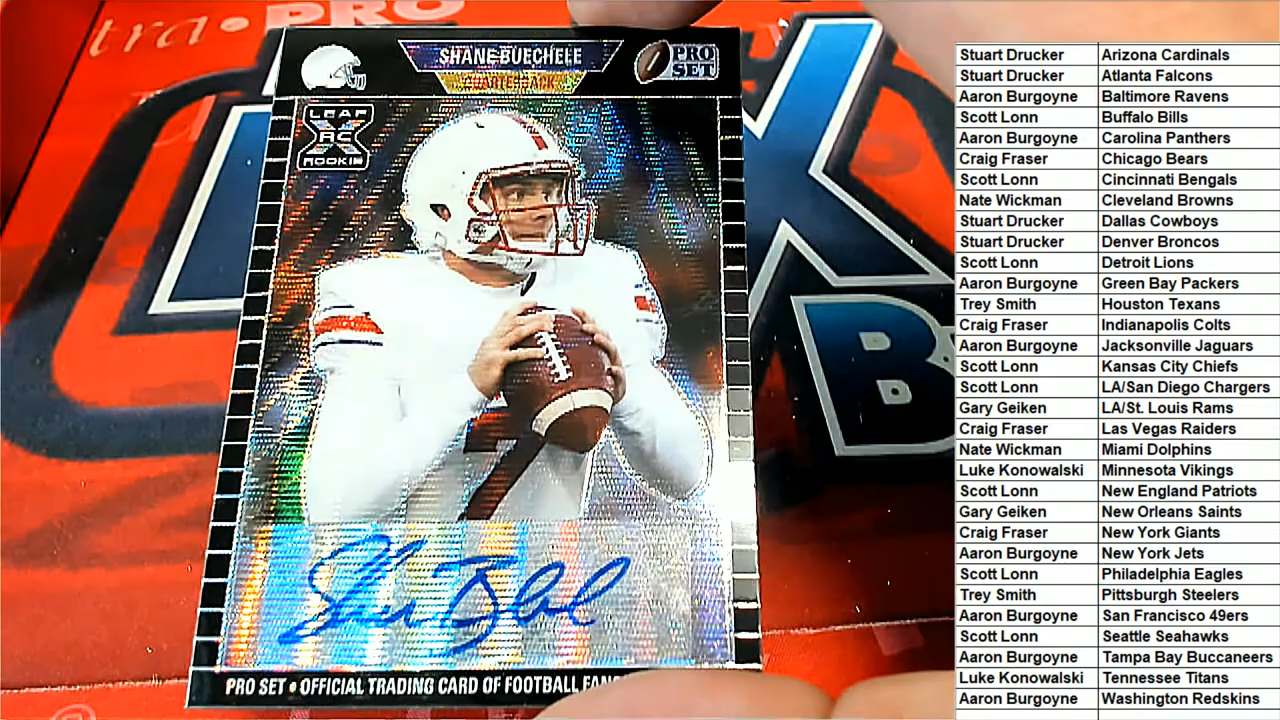 tra • PRO
SHANE BUECHELE
QUARTERBACK
PRO
SET
LEAF
RC
ROOKIE
B
Shane Buechele
PRO SET • OFFICIAL TRADING CARD OF FOOTBALL FANS
Stuart Drucker Arizona Cardinals
Stuart Drucker Atlanta Falcons
Aaron Burgoyne Baltimore Ravens
Scott Lonn Buffalo Bills
Aaron Burgoyne Carolina Panthers
Craig Fraser Chicago Bears
Scott Lonn Cincinnati Bengals
Nate Wickman Cleveland Browns
Stuart Drucker Dallas Cowboys
Stuart Drucker Denver Broncos
Scott Lonn Detroit Lions
Aaron Burgoyne Green Bay Packers
Trey Smith Houston Texans
Craig Fraser Indianapolis Colts
Aaron Burgoyne Jacksonville Jaguars
Scott Lonn Kansas City Chiefs
Scott Lonn LA/San Diego Chargers
Gary Geiken LA/St. Louis Rams
Craig Fraser Las Vegas Raiders
Nate Wickman Miami Dolphins
Luke Konowalski Minnesota Vikings
Scott Lonn New England Patriots
Gary Geiken New Orleans Saints
Craig Fraser New York Giants
Aaron Burgoyne New York Jets
Scott Lonn Philadelphia Eagles
Trey Smith Pittsburgh Steelers
Aaron Burgoyne San Francisco 49ers
Scott Lonn Seattle Seahawks
Aaron Burgoyne Tampa Bay Buccaneers
Luke Konowalski Tennessee Titans
Aaron Burgoyne Washington Redskins